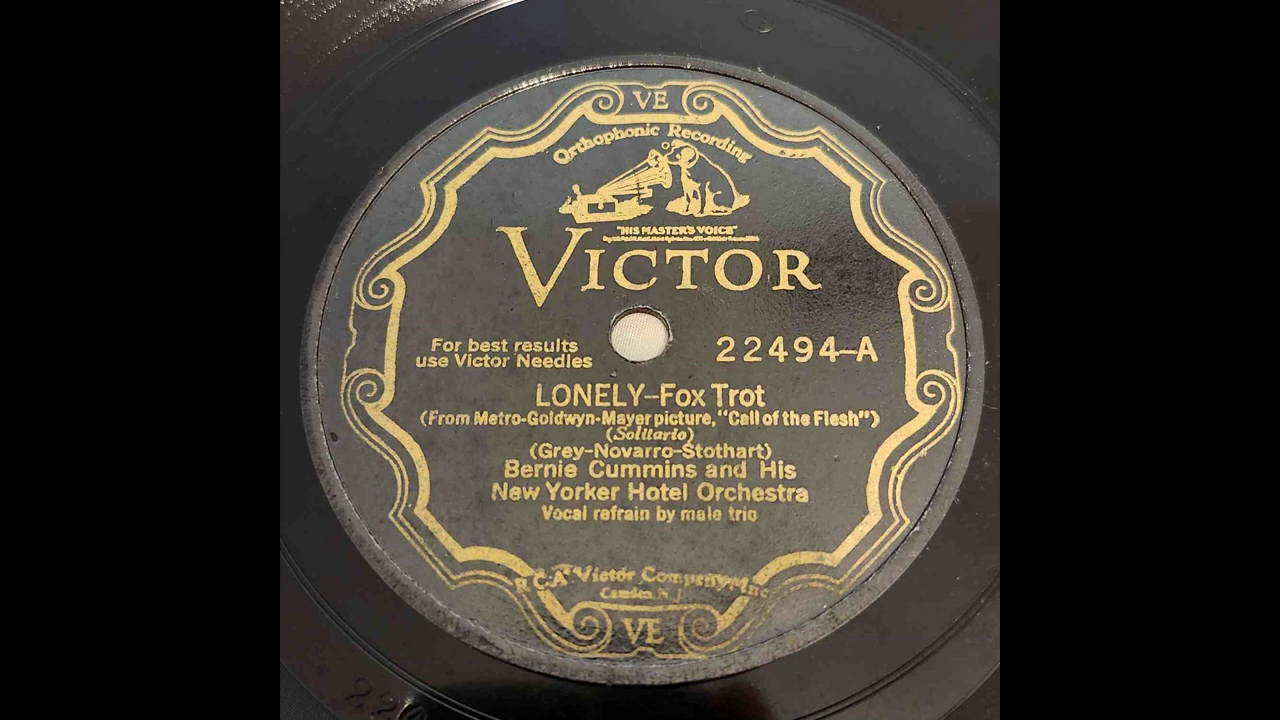 VE
Orthophonic Recording
"HIS MASTER'S VOICE"
VICTOR
For best results
use Victor Needles
22494-A
LONELY--Fox Trot
(From Metro-Goldwyn-Mayer picture, "Call of the Flesh")
(Solitario)
(Grey-Novarro-Stothart)
Bernie Cummins and His
New Yorker Hotel Orchestra
Vocal refrain by male trio
R C A Victor Company, Inc
Camden, N J
VE